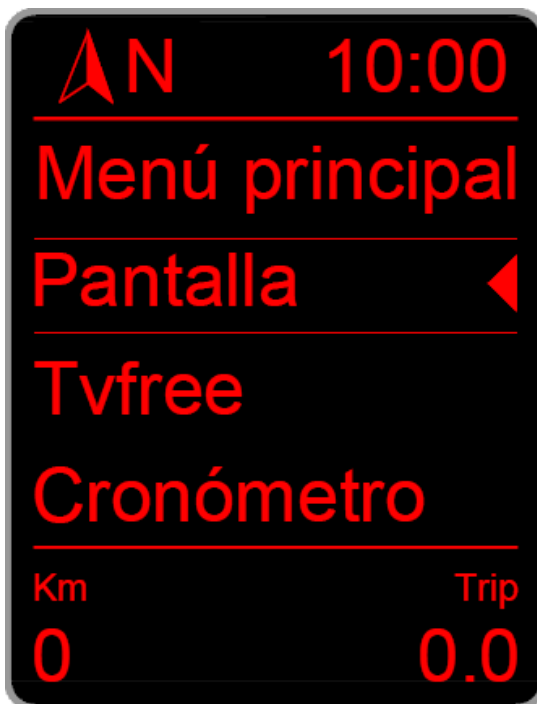 N 10:00
Menú principal
Pantalla
Tvfree
Cronómetro
Km Trip
0 0.0